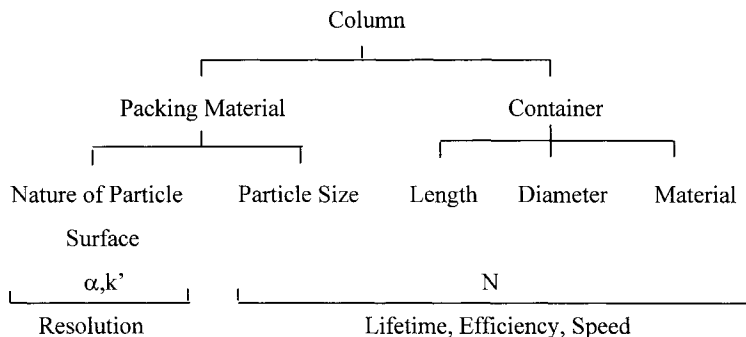 Column
Packing Material Container
Nature of Particle Particle Size Length Diameter Material
Surface
α,k’ N
Resolution Lifetime, Efficiency, Speed